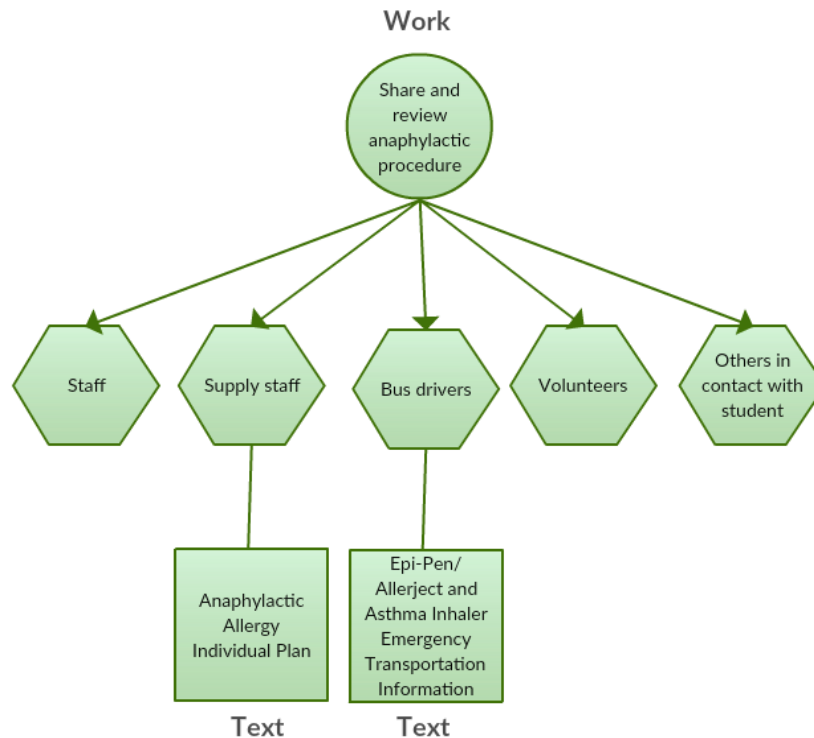 Work
Share and
review
anaphylactic
procedure
Staff
Supply staff
Bus drivers
Volunteers
Others in
contact with
student
Anaphylactic
Allergy
Individual Plan
Epi-Pen/
Allerject and
Asthma Inhaler
Emergency
Transportation
Information
Text
Text